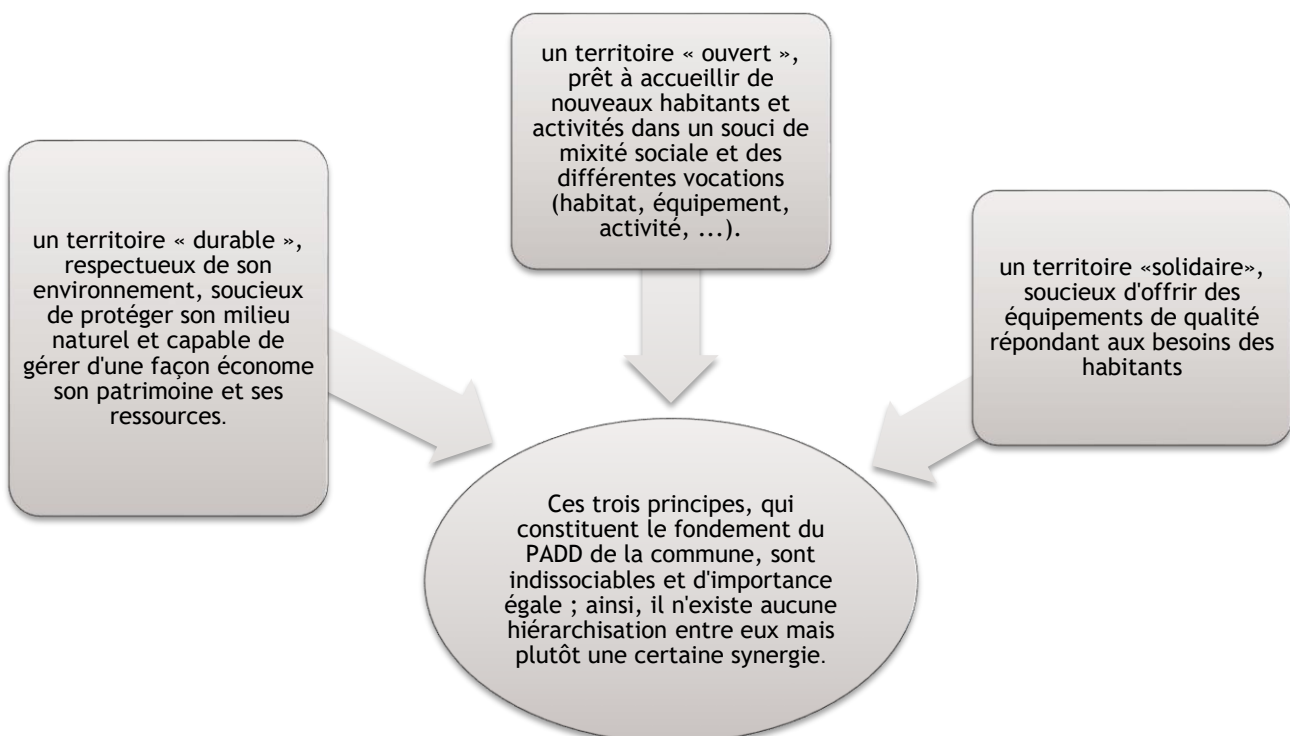 un territoire « durable »,
respectueux de son
environnement, soucieux
de protéger son milieu
naturel et capable de
gérer d'une façon économe
son patrimoine et ses
ressources.
un territoire « ouvert »,
prêt à accueillir de
nouveaux habitants et
activités dans un souci de
mixité sociale et des
différentes vocations
(habitat, équipement,
activité, ...).
un territoire «solidaire»,
soucieux d'offrir des
équipements de qualité
répondant aux besoins des
habitants
Ces trois principes, qui
constituent le fondement du
PADD de la commune, sont
indissociables et d'importance
égale ; ainsi, il n'existe aucune
hiérarchisation entre eux mais
plutôt une certaine synergie.